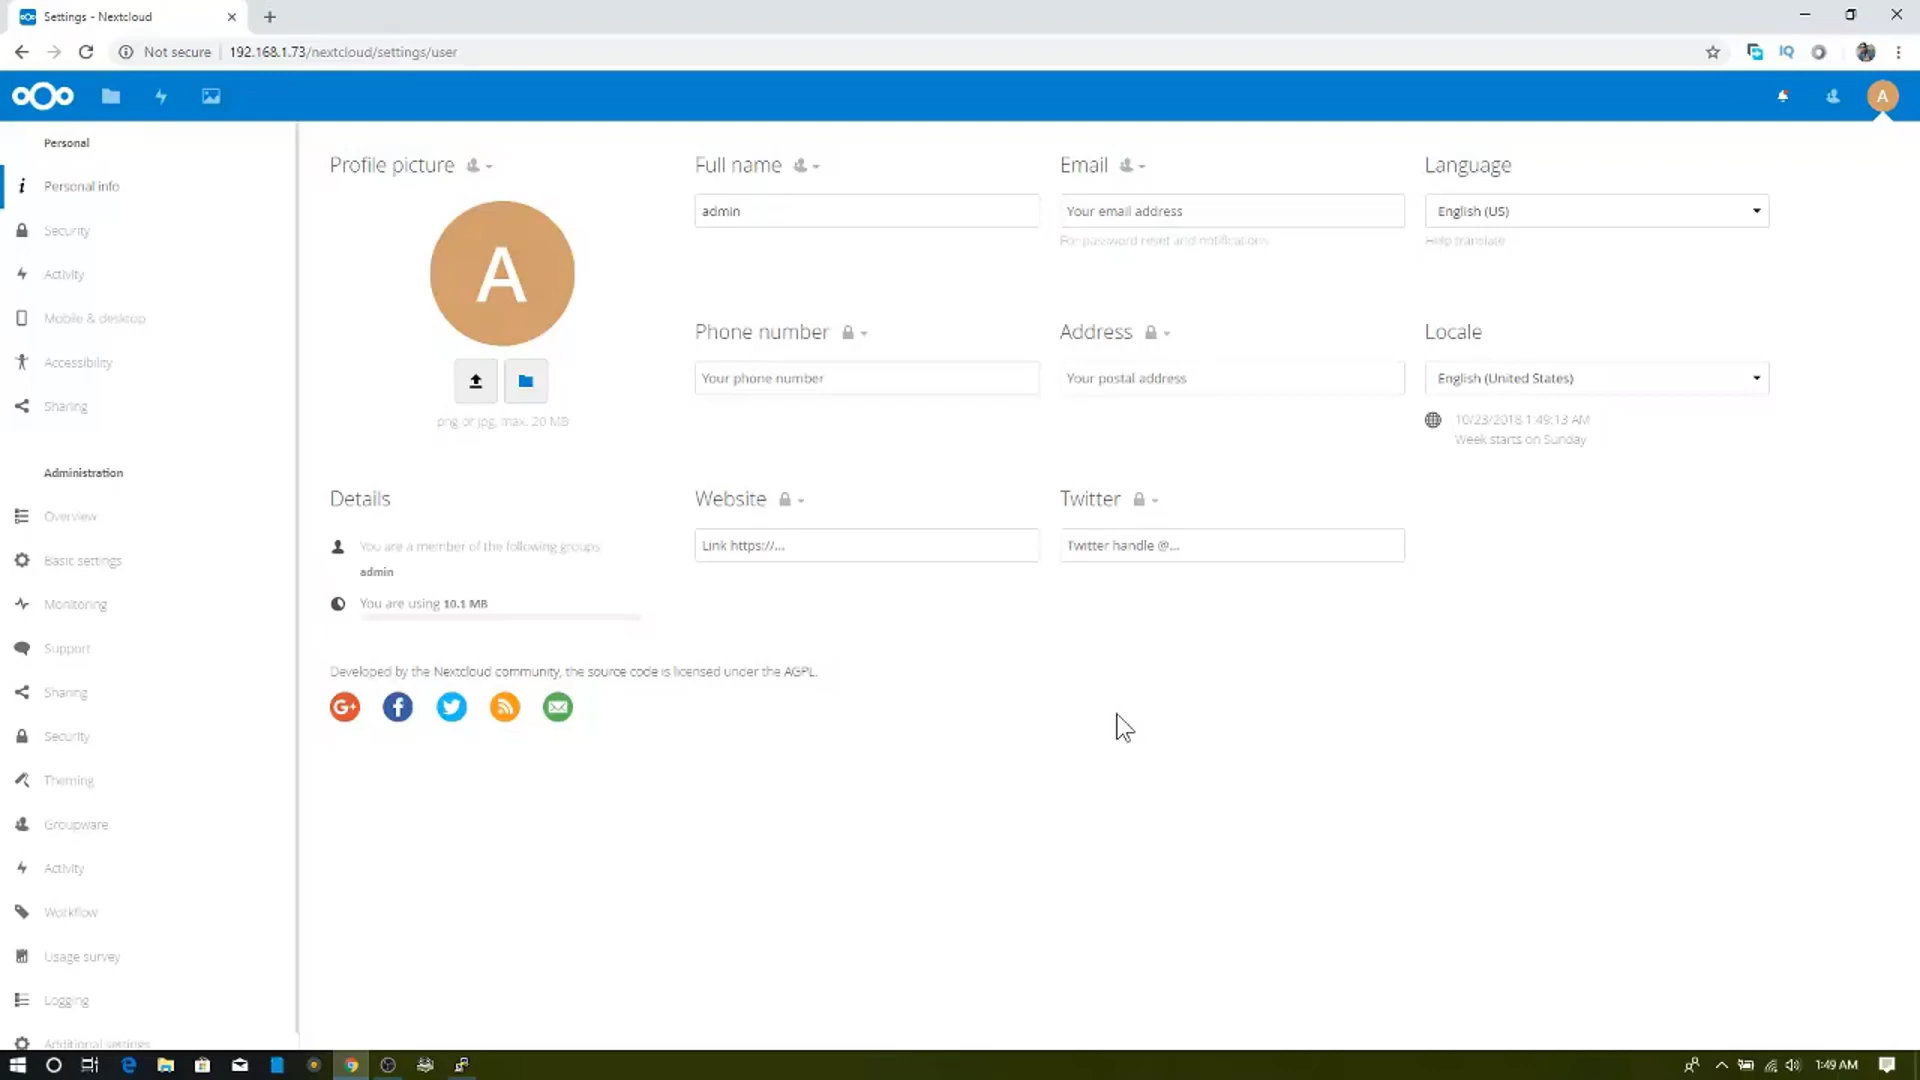 Settings - Nextcloud
Not secure
192.168.1.73/nextcloud/settings/user
IQ
A
Personal
Personal info
Security
Activity
Mobile & desktop
Accessibility
Sharing
Administration
Overview
Basic settings
Monitoring
Support
Sharing
Security
Theming
Groupware
Activity
Workflow
Usage survey
Logging
Additional settings
Profile picture
A
png or jpg, max. 20 MB
Full name
admin
Email
Your email address
For password reset and notifications
Language
English (US)
Help translate
Phone number
Your phone number
Address
Your postal address
Locale
English (United States)
10/23/2018 1:49:13 AM
Week starts on Sunday
Details
You are a member of the following groups:
admin
You are using 10.1 MB
Website
Link https://...
Twitter
Twitter handle @...
Developed by the Nextcloud community, the source code is licensed under the AGPL.
G+
1:49 AM